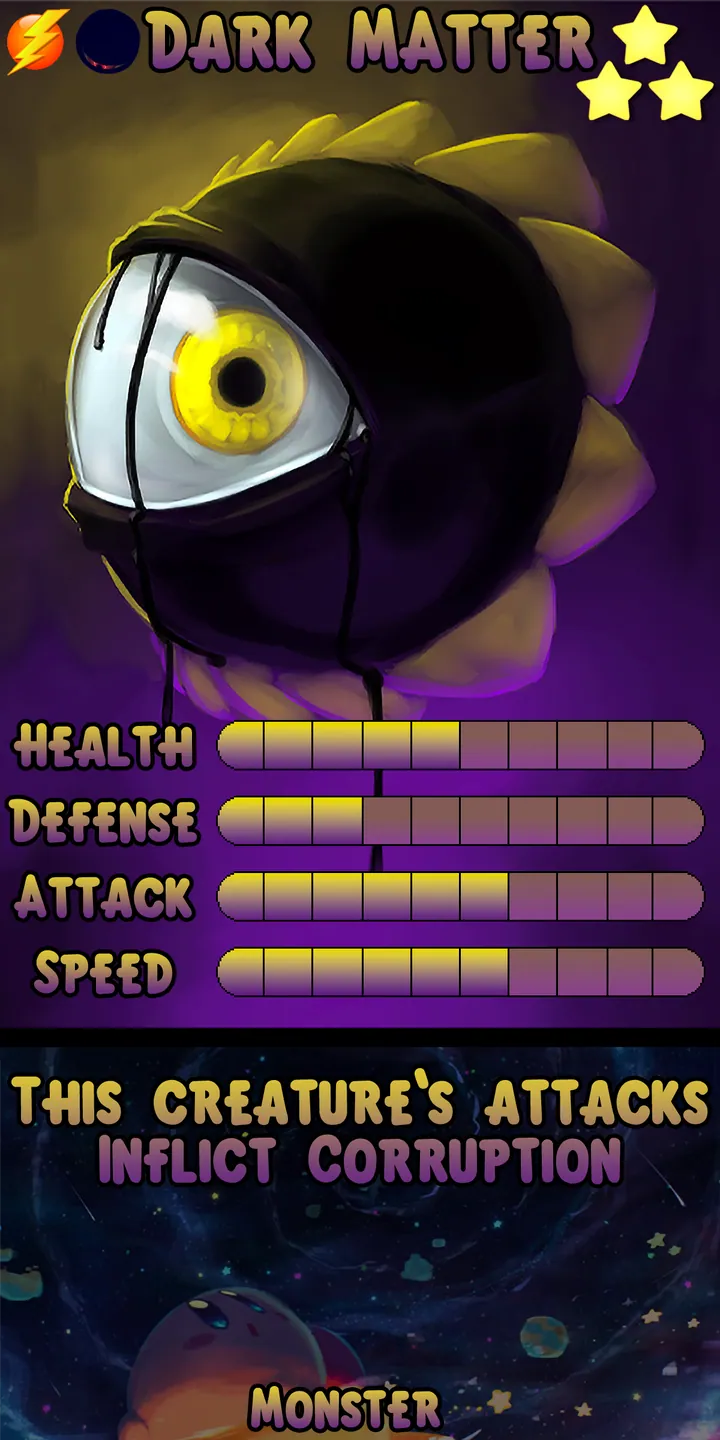 DARK MATTER
HEALTH
DEFENSE
ATTACK
SPEED
THIS CREATURE'S ATTACKS
INFLICT CORRUPTION
MONSTER